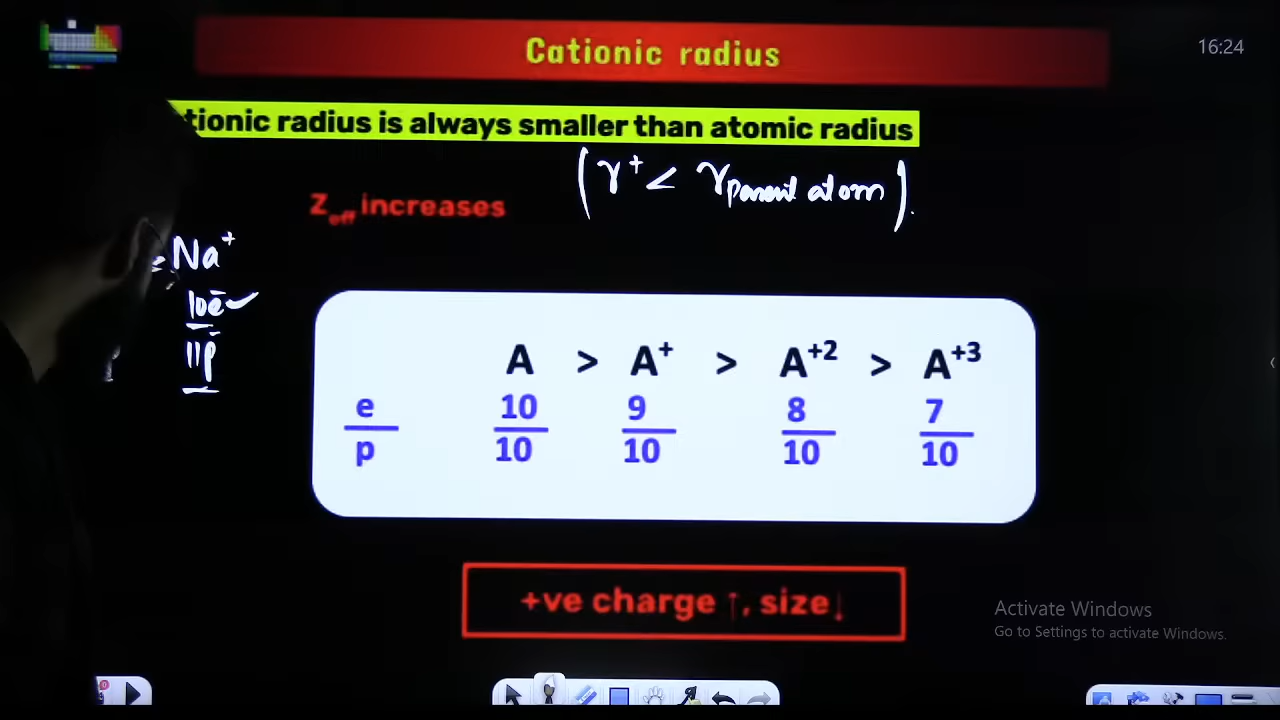 Cationic radius
16:24
tionic radius is always smaller than atomic radius
(r⁺ < r parent atom).
Zeff increases
Na⁺
10e⁻
11p
A > A⁺ > A⁺² > A⁺³
e/p 10/10 9/10 8/10 7/10
+ve charge ↑, size↓
Activate Windows
Go to Settings to activate Windows.